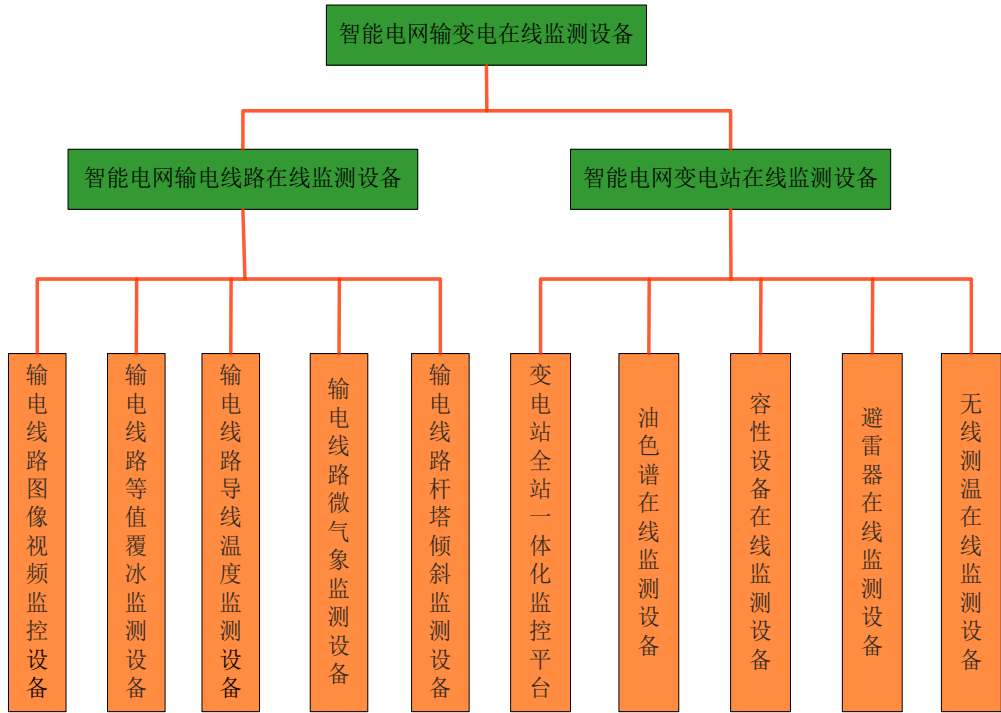 智能电网输变电在线监测设备
智能电网输电线路在线监测设备
智能电网变电站在线监测设备
输电线路图像视频监控设备
输电线路等值覆冰监测设备
输电线路导线温度监测设备
输电线路微气象监测设备
输电线路杆塔倾斜监测设备
变电站全站一体化监控平台
油色谱在线监测设备
容性设备在线监测设备
避雷器在线监测设备
无线测温在线监测设备